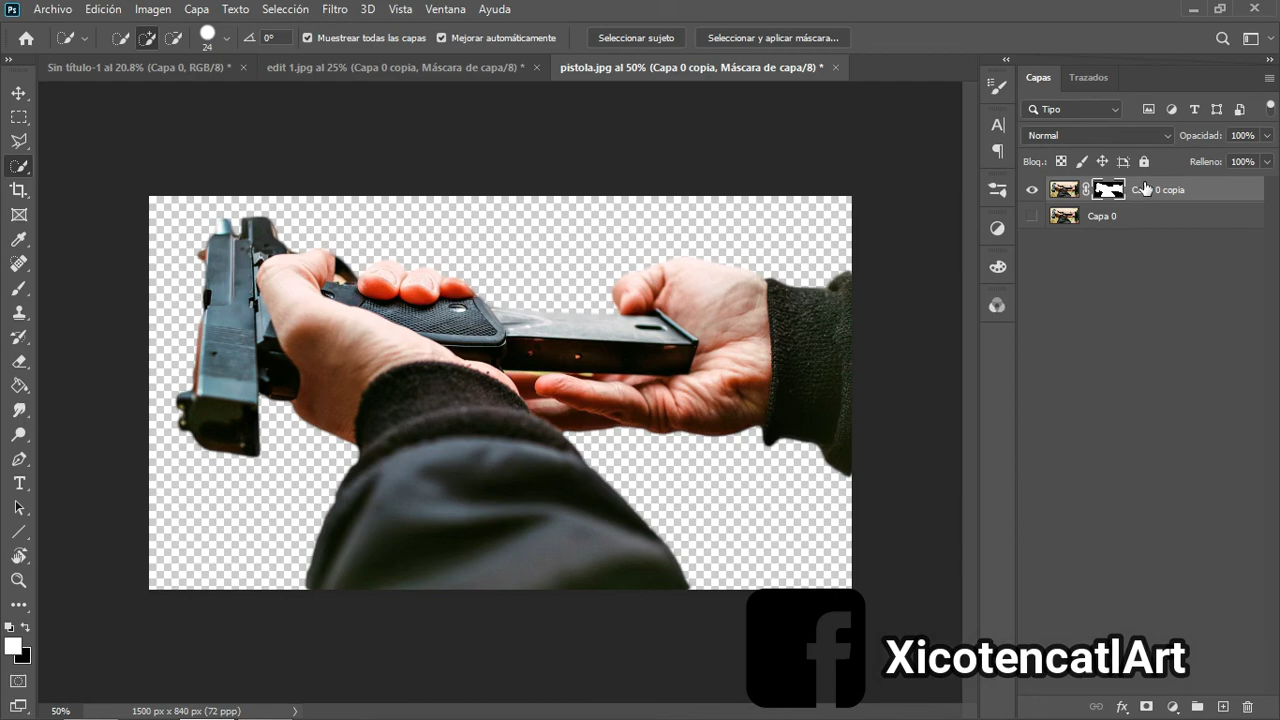 Ps Archivo Edición Imagen Capa Texto Selección Filtro 3D Vista Ventana Ayuda
24 0° Muestrear todas las capas Mejorar automáticamente Seleccionar sujeto Seleccionar y aplicar máscara...
Sin título-1 al 20.8% (Capa 0, RGB/8) * edit 1.jpg al 25% (Capa 0 copia, Máscara de capa/8) * pistola.jpg al 50% (Capa 0 copia, Máscara de capa/8) *
Capas Trazados
Tipo
Normal Opacidad: 100%
Bloq.: Relleno: 100%
Capa 0 copia
Capa 0
f XicotencatlArt
50% 1500 px x 840 px (72 ppp)